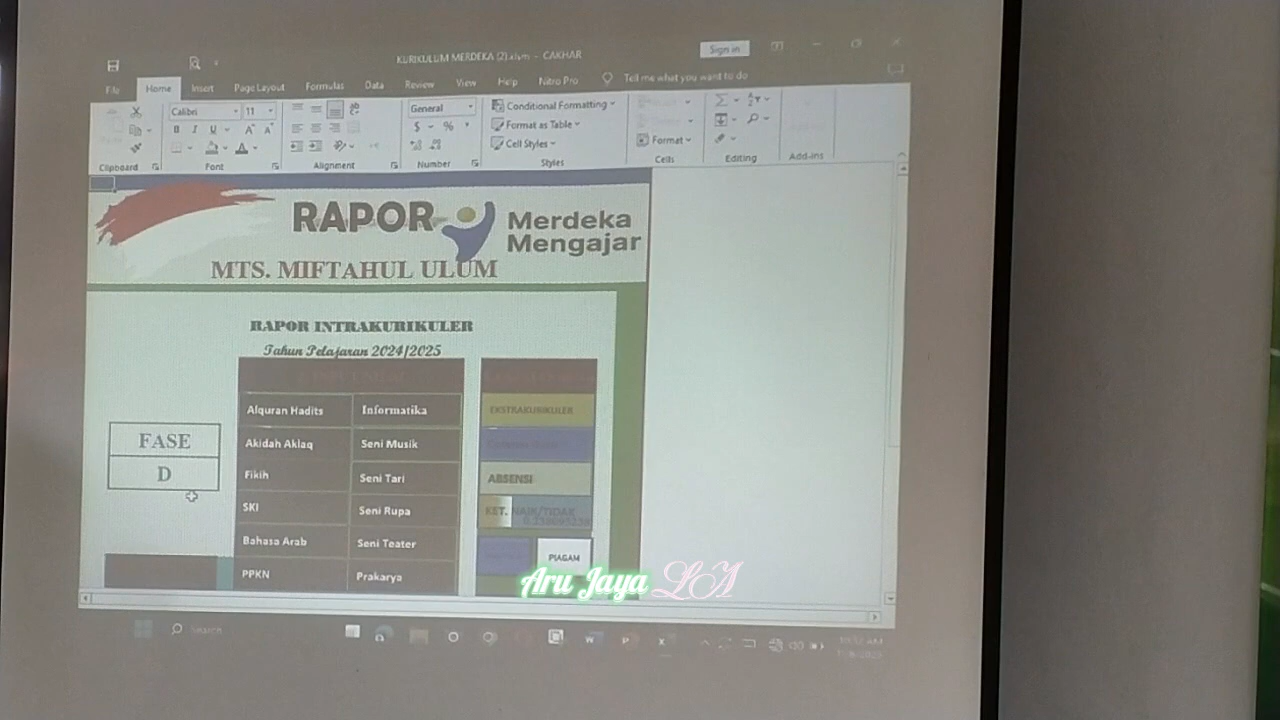 KURIKULUM MERDEKA (2).xlsm - CAKHAR
Sign in
File Home Insert Page Layout Formulas Data Review View Help Nitro Pro Tell me what you want to do
Calibri 11
General
Conditional Formatting
Format as Table
Cell Styles
Format
Clipboard Font Alignment Number Styles Cells Editing Add-ins
RAPOR
Merdeka
Mengajar
MTS. MIFTAHUL ULUM
RAPOR INTRAKURIKULER
Tahun Pelajaran 2024/2025
FASE
D
Alquran Hadits Informatika
Akidah Aklaq Seni Musik
Fikih Seni Tari
SKI Seni Rupa
Bahasa Arab Seni Teater
PPKN Prakarya
EKSTRAKURIKULER
ABSENSI
KET. NAIK/TIDAK
PIAGAM
Aru Jaya LA
Search